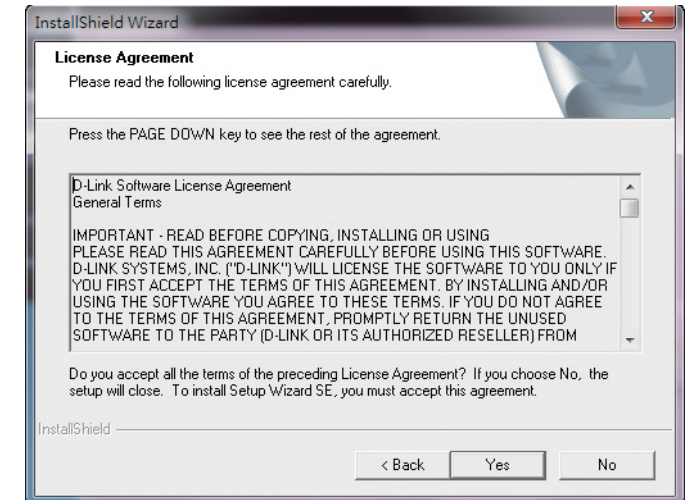 InstallShield Wizard
License Agreement
Please read the following license agreement carefully.
Press the PAGE DOWN key to see the rest of the agreement.
D-Link Software License Agreement
General Terms
IMPORTANT - READ BEFORE COPYING, INSTALLING OR USING
PLEASE READ THIS AGREEMENT CAREFULLY BEFORE USING THIS SOFTWARE.
D-LINK SYSTEMS, INC. ("D-LINK") WILL LICENSE THE SOFTWARE TO YOU ONLY IF
YOU FIRST ACCEPT THE TERMS OF THIS AGREEMENT. BY INSTALLING AND/OR
USING THE SOFTWARE YOU AGREE TO THESE TERMS. IF YOU DO NOT AGREE
TO THE TERMS OF THIS AGREEMENT, PROMPTLY RETURN THE UNUSED
SOFTWARE TO THE PARTY (D-LINK OR ITS AUTHORIZED RESELLER) FROM
Do you accept all the terms of the preceding License Agreement? If you choose No, the
setup will close. To install Setup Wizard SE, you must accept this agreement.
InstallShield
< Back Yes No